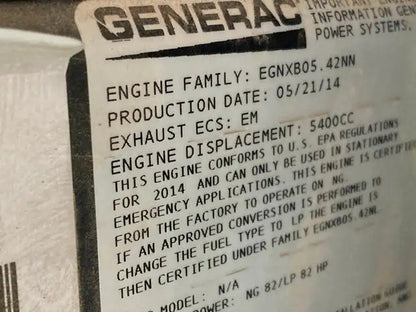 GENERAC
INFORMATION GEN
POWER SYSTEMS,
ENGINE FAMILY: EGNXB05.42NN
PRODUCTION DATE: 05/21/14
EXHAUST ECS: EM
ENGINE DISPLACEMENT: 5400CC
THIS ENGINE CONFORMS TO U.S. EPA REGULATIONS
FOR 2014 AND CAN ONLY BE USED IN STATIONARY
EMERGENCY APPLICATIONS. THIS ENGINE IS CERTIFIED
FROM THE FACTORY TO OPERATE ON NG.
IF AN APPROVED CONVERSION IS PERFORMED TO
CHANGE THE FUEL TYPE TO LP THE ENGINE IS
THEN CERTIFIED UNDER FAMILY EGNXB05.42NL
MODEL: N/A
POWER: NG 82/LP 82 HP